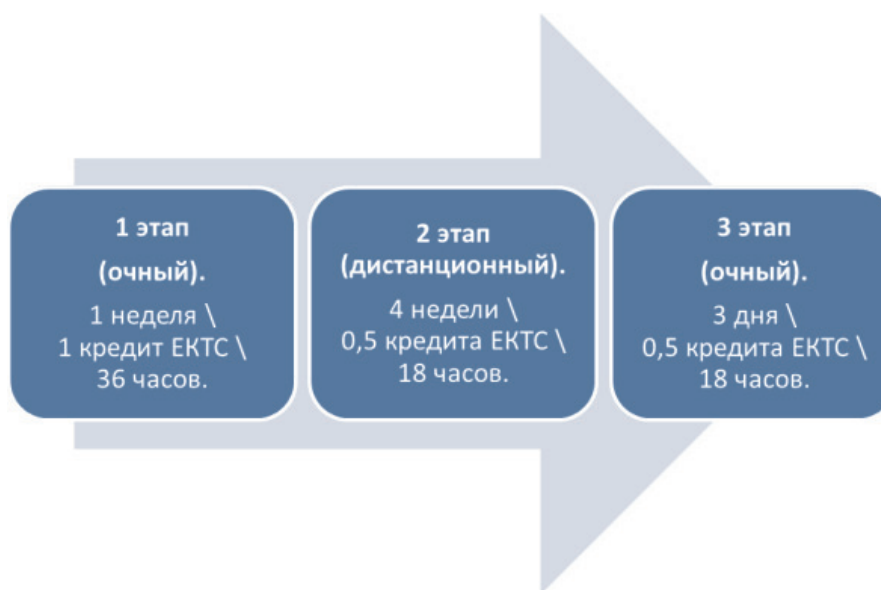 1 этап
(очный).
1 неделя \
1 кредит ЕКТС \
36 часов.
2 этап
(дистанционный).
4 недели \
0,5 кредита ЕКТС \
18 часов.
3 этап
(очный).
3 дня \
0,5 кредита ЕКТС \
18 часов.